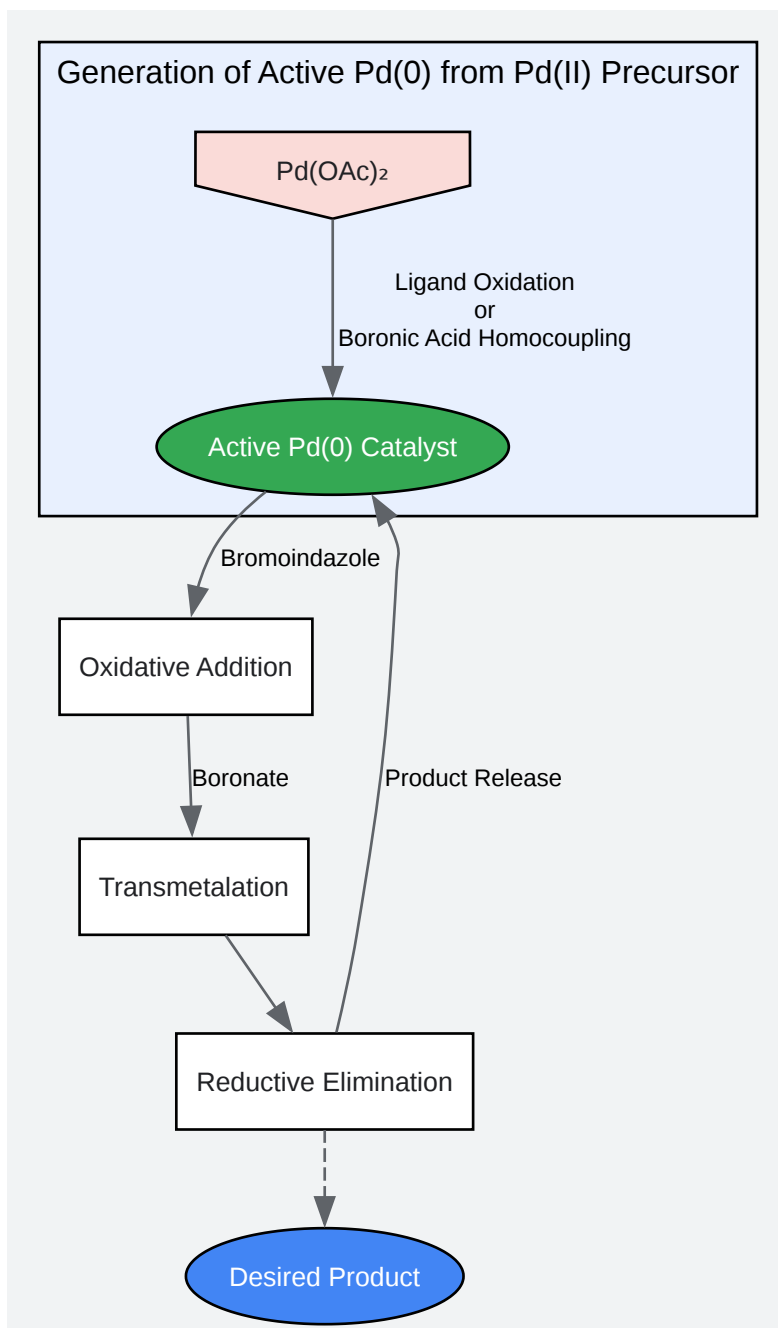 Generation of Active Pd(0) from Pd(II) Precursor
Pd(OAc)₂
Ligand Oxidation
or
Boronic Acid Homocoupling
Active Pd(0) Catalyst
Bromoindazole
Oxidative Addition
Boronate
Product Release
Transmetalation
Reductive Elimination
Desired Product